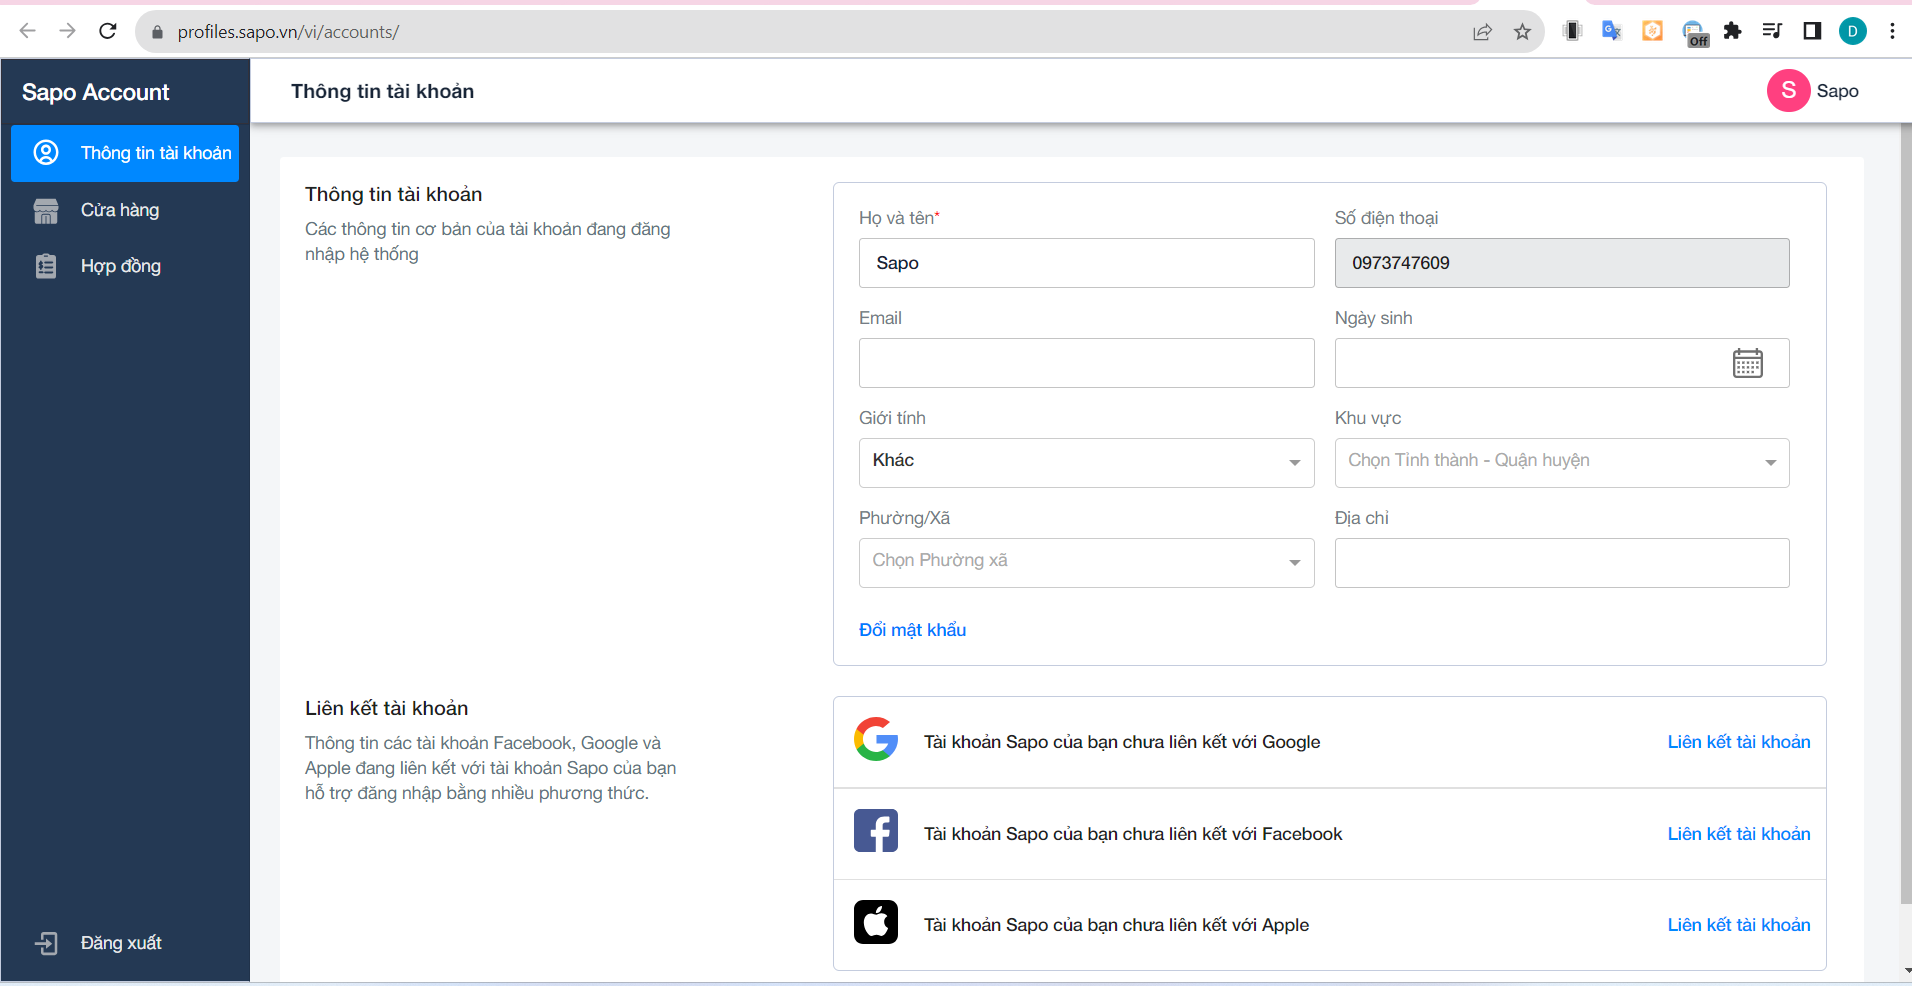 profiles.sapo.vn/vi/accounts/
Off
D
Sapo Account
Thông tin tài khoản
S
Sapo
Thông tin tài khoản
Cửa hàng
Hợp đồng
Đăng xuất
Thông tin tài khoản
Các thông tin cơ bản của tài khoản đang đăng
nhập hệ thống
Họ và tên*
Số điện thoại
Sapo
0973747609
Email
Ngày sinh
Giới tính
Khu vực
Khác
Chọn Tỉnh thành - Quận huyện
Phường/Xã
Địa chỉ
Chọn Phường xã
Đổi mật khẩu
Liên kết tài khoản
Thông tin các tài khoản Facebook, Google và
Apple đang liên kết với tài khoản Sapo của bạn
hỗ trợ đăng nhập bằng nhiều phương thức.
Tài khoản Sapo của bạn chưa liên kết với Google
Liên kết tài khoản
Tài khoản Sapo của bạn chưa liên kết với Facebook
Liên kết tài khoản
Tài khoản Sapo của bạn chưa liên kết với Apple
Liên kết tài khoản